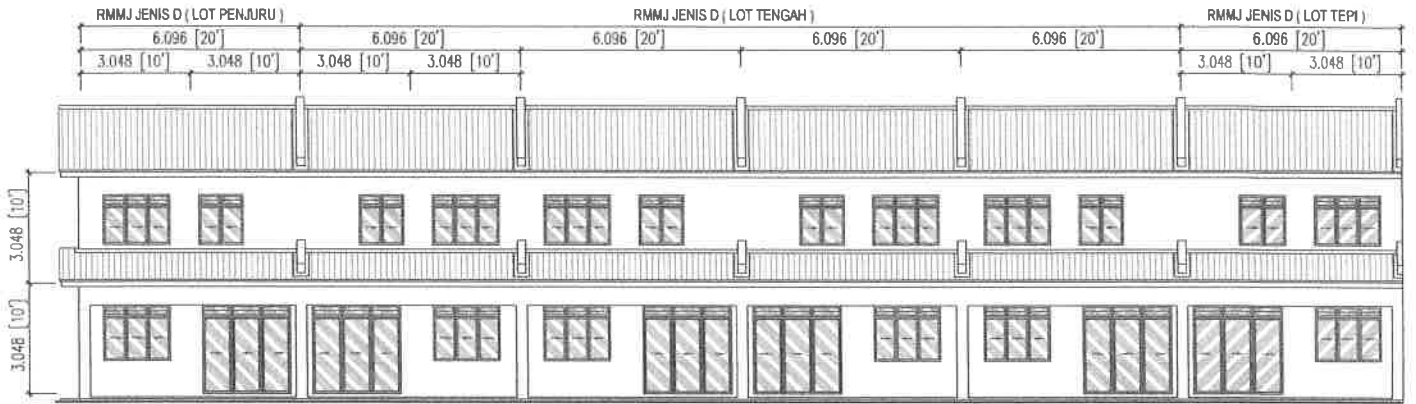 RMMJ JENIS D ( LOT PENJURU ) RMMJ JENIS D ( LOT TENGAH ) RMMJ JENIS D ( LOT TEPI )
6.096 [20'] 6.096 [20'] 6.096 [20'] 6.096 [20'] 6.096 [20'] 6.096 [20']
3.048 [10'] 3.048 [10'] 3.048 [10'] 3.048 [10'] 3.048 [10'] 3.048 [10']
3.048 [10']
3.048 [10']